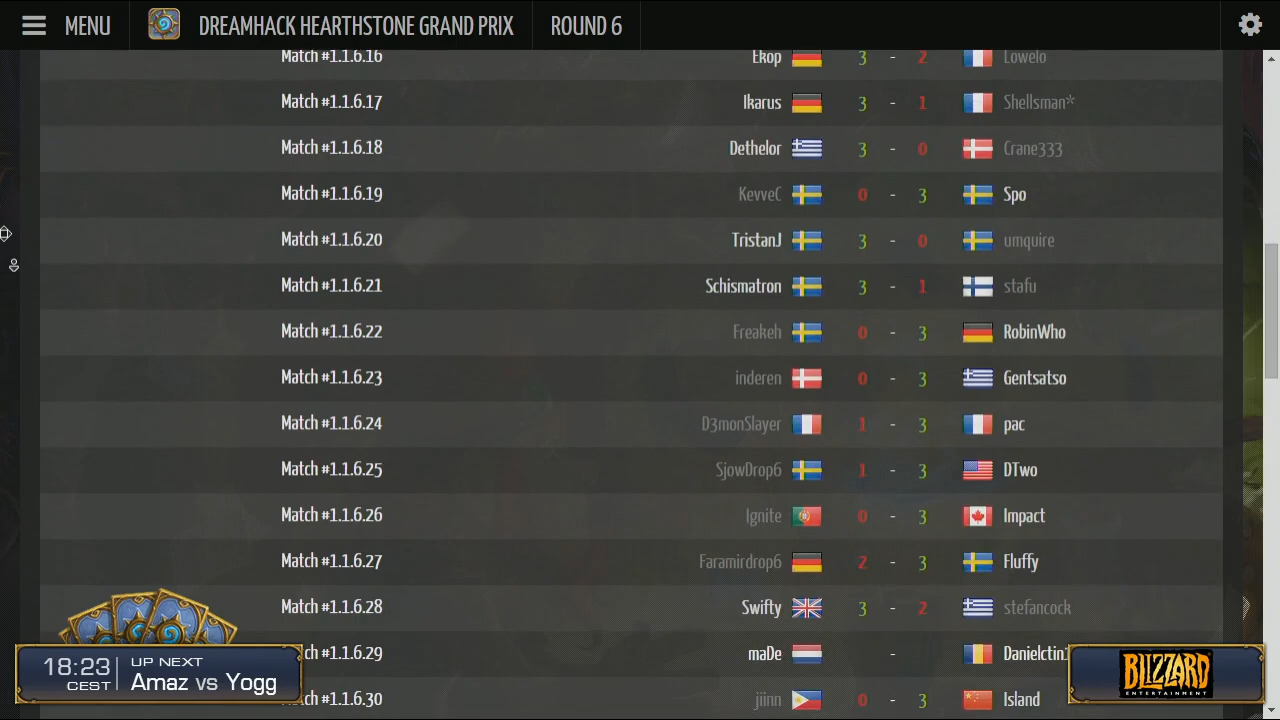 MENU DREAMHACK HEARTHSTONE GRAND PRIX ROUND 6
Match #1.1.6.16 Ekop 3 - 2 Lowelo
Match #1.1.6.17 Ikarus 3 - 1 Shellsman*
Match #1.1.6.18 Dethelor 3 - 0 Crane333
Match #1.1.6.19 KevveC 0 - 3 Spo
Match #1.1.6.20 TristanJ 3 - 0 umquire
Match #1.1.6.21 Schismatron 3 - 1 stafu
Match #1.1.6.22 Freakeh 0 - 3 RobinWho
Match #1.1.6.23 inderen 0 - 3 Gentsatso
Match #1.1.6.24 D3monSlayer 1 - 3 pac
Match #1.1.6.25 SjowDrop6 1 - 3 DTwo
Match #1.1.6.26 Ignite 0 - 3 Impact
Match #1.1.6.27 Faramirdrop6 2 - 3 Fluffy
Match #1.1.6.28 Swifty 3 - 2 stefancock
ch #1.1.6.29 maDe - Danielctin
ch #1.1.6.30 jiinn 0 - 3 Island
18:23 CEST
UP NEXT
Amaz vs Yogg
BLIZZARD
ENTERTAINMENT